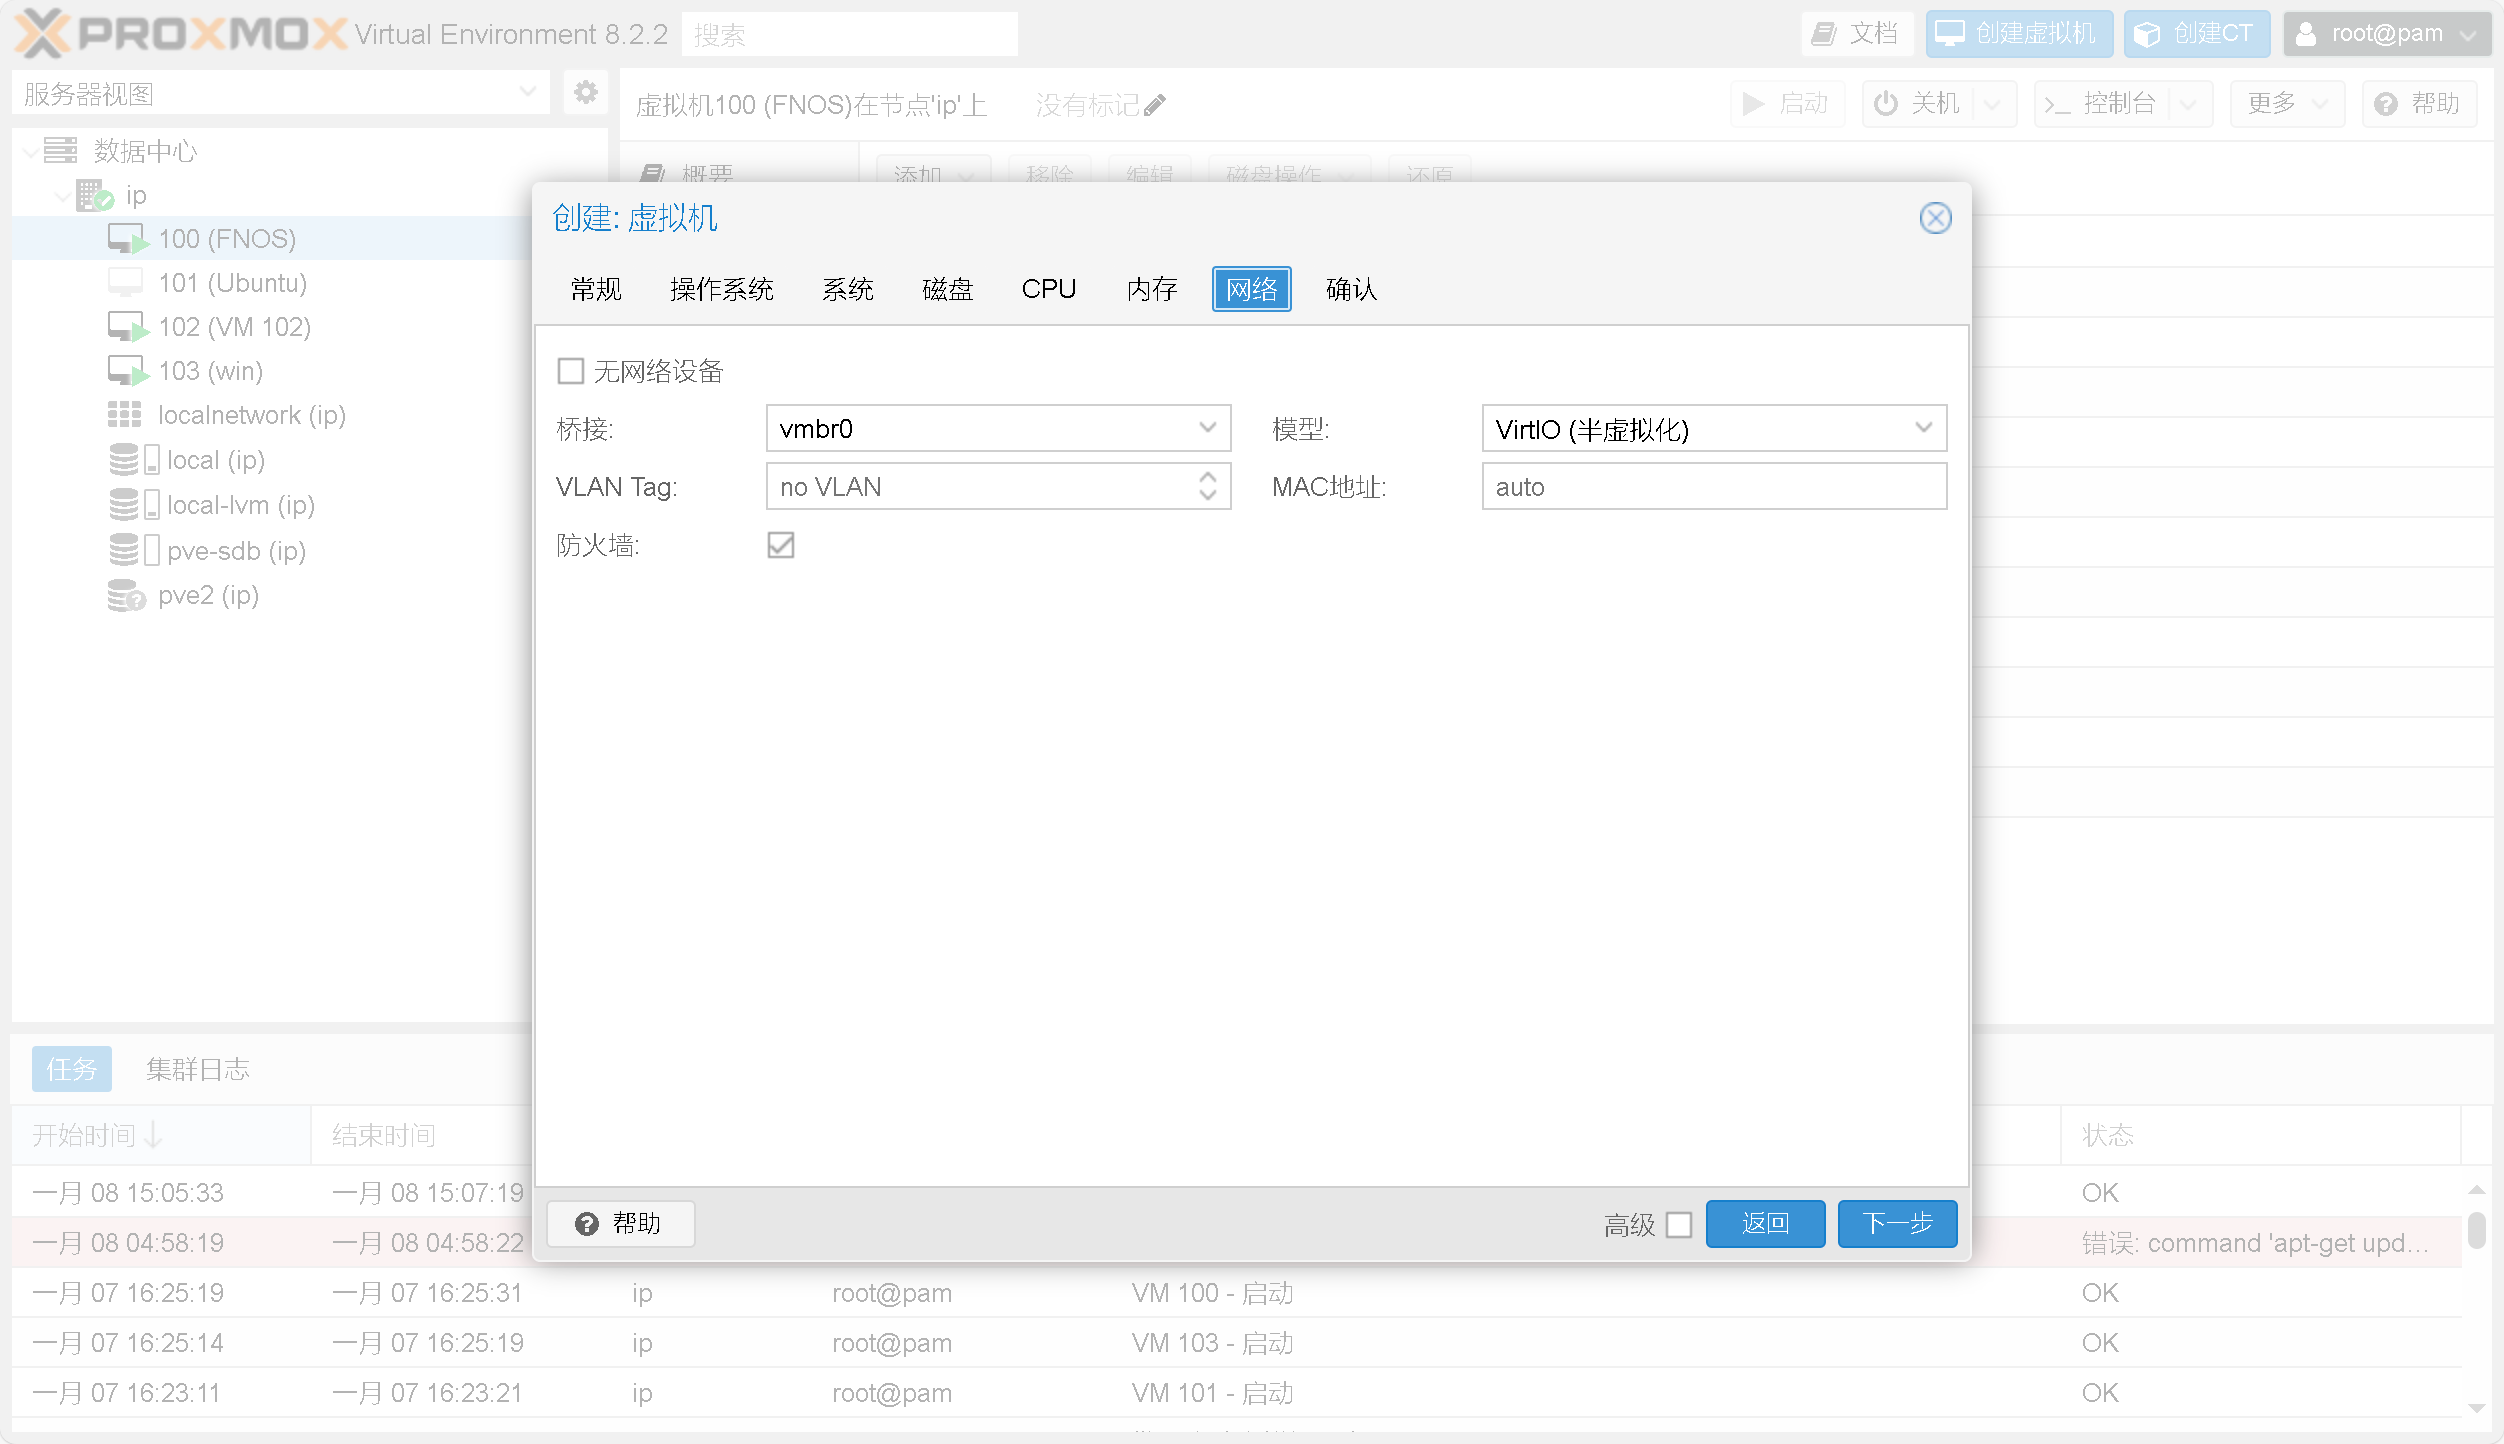 PROXMOX Virtual Environment 8.2.2 搜索 文档 创建虚拟机 创建CT root@pam
服务器视图
虚拟机100 (FNOS)在节点'ip'上 没有标记 启动 关机 控制台 更多 帮助
数据中心
ip
100 (FNOS)
101 (Ubuntu)
102 (VM 102)
103 (win)
localnetwork (ip)
local (ip)
local-lvm (ip)
pve-sdb (ip)
pve2 (ip)
概要 添加 移除 编辑 磁盘操作 还原
创建: 虚拟机
常规 操作系统 系统 磁盘 CPU 内存 网络 确认
无网络设备
桥接: vmbr0 模型: VirtIO (半虚拟化)
VLAN Tag: no VLAN MAC地址: auto
防火墙:
帮助 高级 返回 下一步
任务 集群日志
开始时间 结束时间 状态
一月 08 15:05:33 一月 08 15:07:19 OK
一月 08 04:58:19 一月 08 04:58:22 错误: command 'apt-get upd...
一月 07 16:25:19 一月 07 16:25:31 ip root@pam VM 100 - 启动 OK
一月 07 16:25:14 一月 07 16:25:19 ip root@pam VM 103 - 启动 OK
一月 07 16:23:11 一月 07 16:23:21 ip root@pam VM 101 - 启动 OK